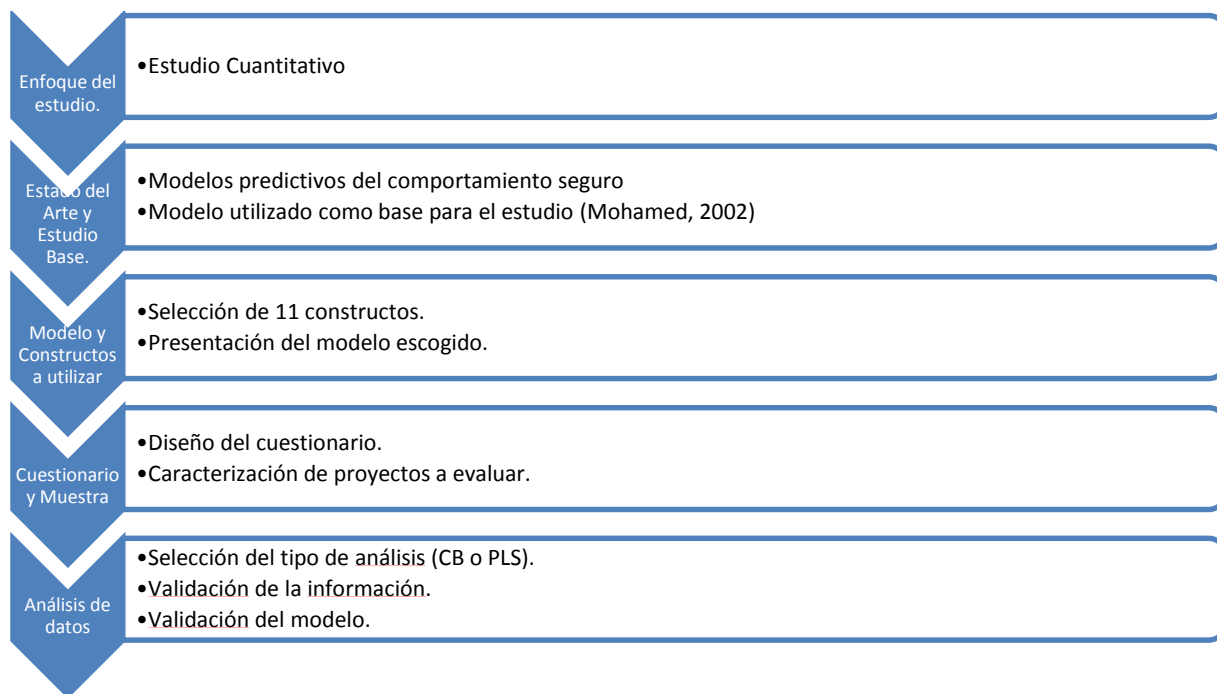 Enfoque del
estudio.
•Estudio Cuantitativo
Estado del
Arte y
Estudio
Base.
•Modelos predictivos del comportamiento seguro
•Modelo utilizado como base para el estudio (Mohamed, 2002)
Modelo y
Constructos
a utilizar
•Selección de 11 constructos.
•Presentación del modelo escogido.
Cuestionario
y Muestra
•Diseño del cuestionario.
•Caracterización de proyectos a evaluar.
Análisis de
datos
•Selección del tipo de análisis (CB o PLS).
•Validación de la información.
•Validación del modelo.